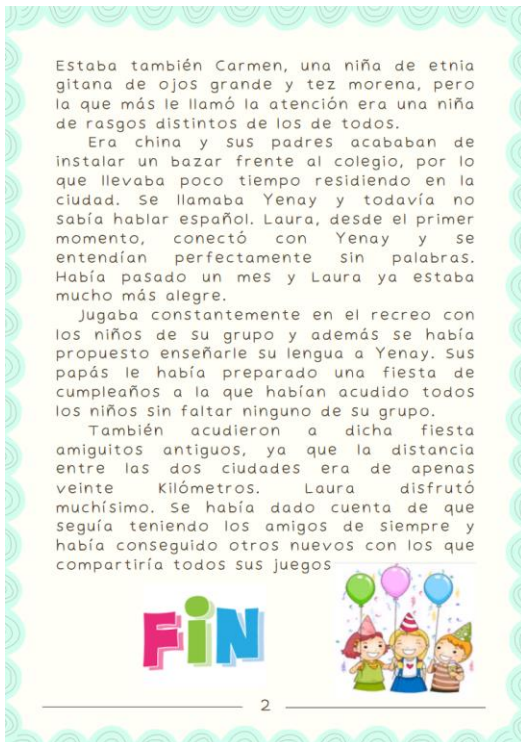 Estaba también Carmen, una niña de etnia
gitana de ojos grande y tez morena, pero
la que más le llamó la atención era una niña
de rasgos distintos de los de todos.
Era china y sus padres acababan de
instalar un bazar frente al colegio, por lo
que llevaba poco tiempo residiendo en la
ciudad. Se llamaba Yenay y todavía no
sabía hablar español. Laura, desde el primer
momento, conectó con Yenay y se
entendían perfectamente sin palabras.
Había pasado un mes y Laura ya estaba
mucho más alegre.
Jugaba constantemente en el recreo con
los niños de su grupo y además se había
propuesto enseñarle su lengua a Yenay. Sus
papás le había preparado una fiesta de
cumpleaños a la que habían acudido todos
los niños sin faltar ninguno de su grupo.
También acudieron a dicha fiesta
amiguitos antiguos, ya que la distancia
entre las dos ciudades era de apenas
veinte Kilómetros. Laura disfrutó
muchísimo. Se había dado cuenta de que
seguía teniendo los amigos de siempre y
había conseguido otros nuevos con los que
compartiría todos sus juegos
FIN
2